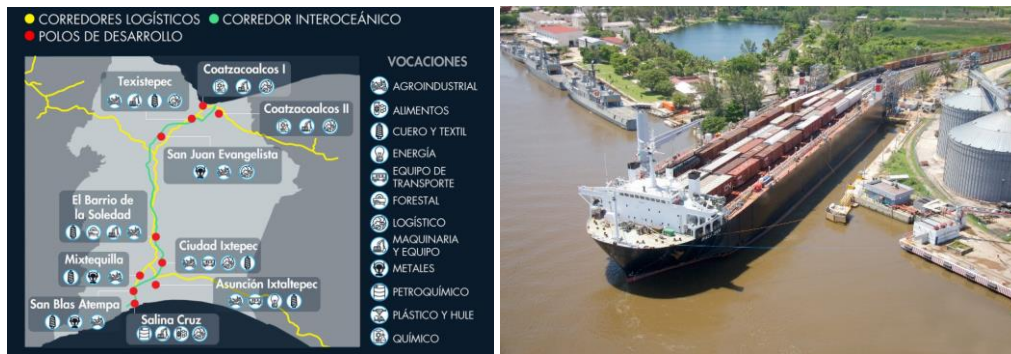 CORREDORES LOGÍSTICOS
CORREDOR INTEROCEÁNICO
POLOS DE DESARROLLO
VOCACIONES
Texistepec
Coatzacoalcos I
Coatzacoalcos II
San Juan Evangelista
El Barrio de
la Soledad
Ciudad Ixtepec
Mixtequilla
Asunción Ixtaltepec
San Blas Atempa
Salina Cruz
AGROINDUSTRIAL
ALIMENTOS
CUERO Y TEXTIL
ENERGÍA
EQUIPO DE
TRANSPORTE
FORESTAL
LOGÍSTICO
MAQUINARIA
Y EQUIPO
METALES
PETROQUÍMICO
PLÁSTICO Y HULE
QUÍMICO